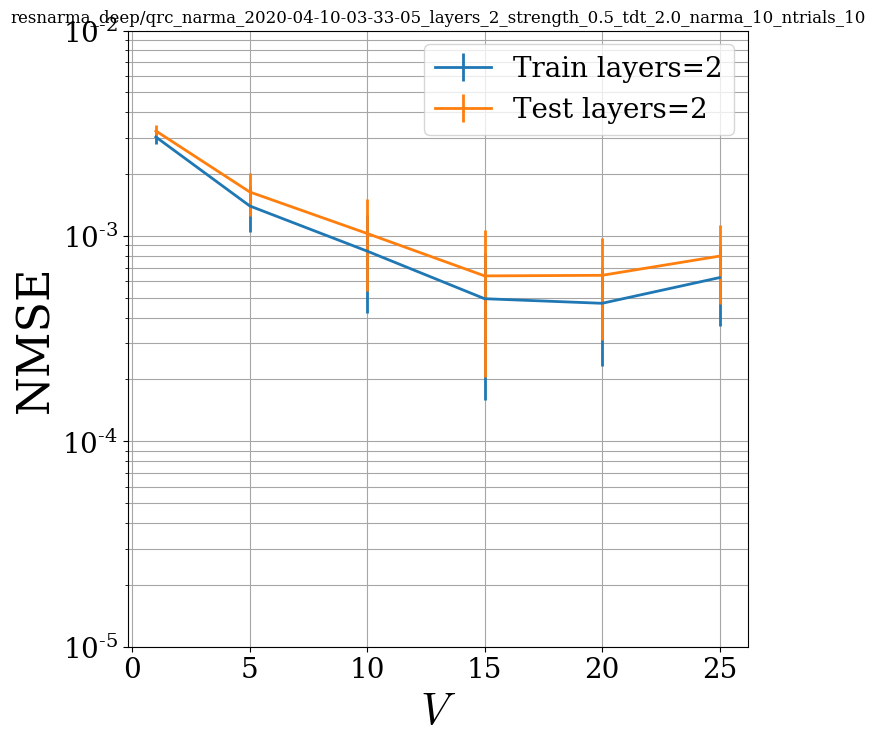 resnarma_deep/qrc_narma_2020-04-10-03-33-05_layers_2_strength_0.5_tdt_2.0_narma_10_ntrials_10
Train layers=2
Test layers=2
10^-2
10^-3
10^-4
10^-5
NMSE
0 5 10 15 20 25
V